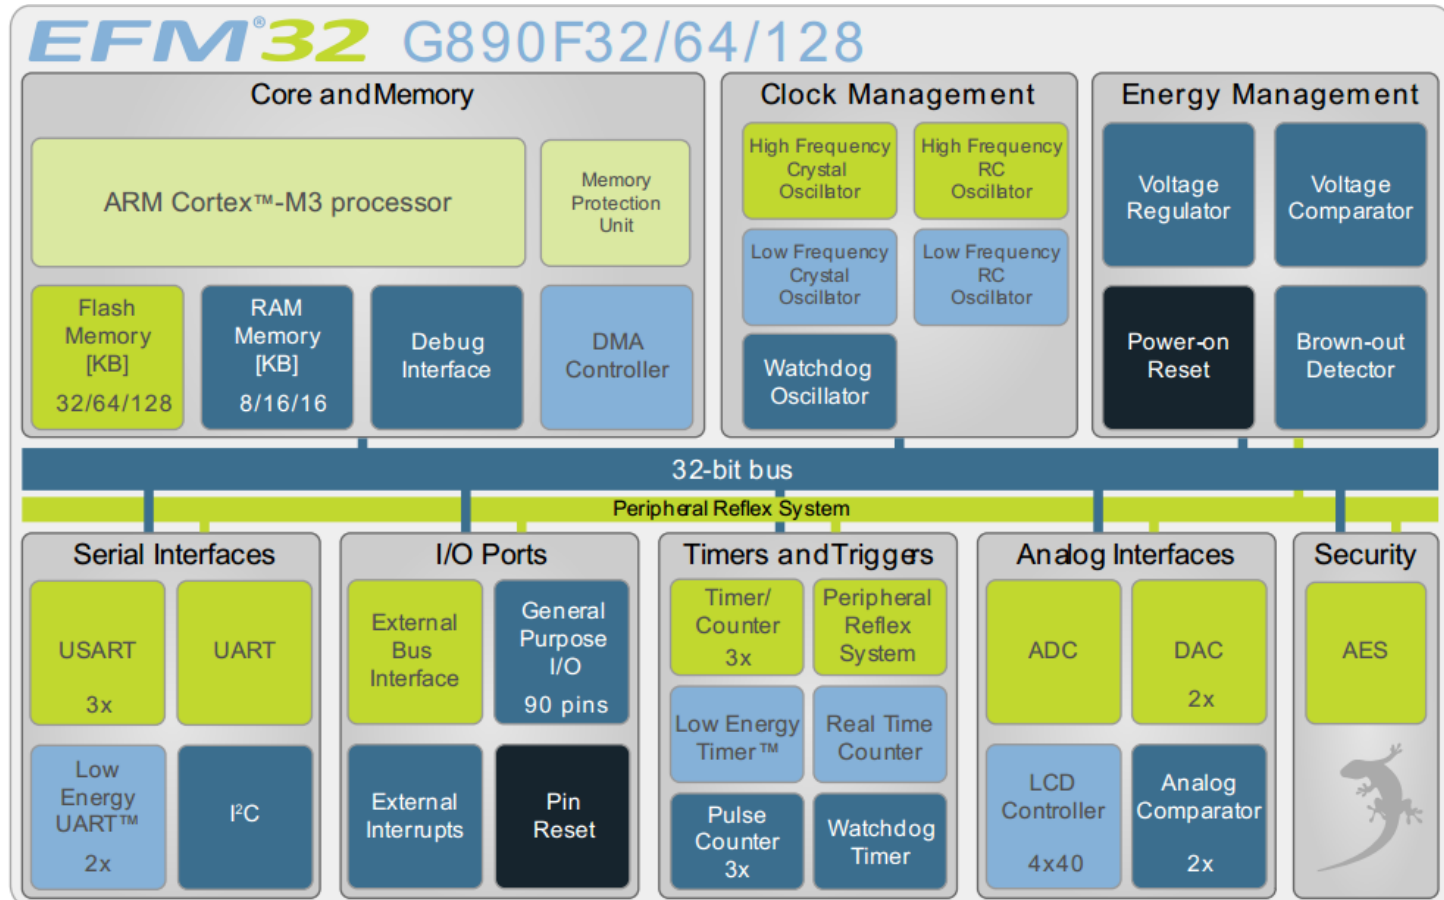 EFM®32 G890F32/64/128
Core and Memory
ARM Cortex™-M3 processor
Memory
Protection
Unit
Flash
Memory
[KB]
32/64/128
RAM
Memory
[KB]
8/16/16
Debug
Interface
DMA
Controller
Clock Management
High Frequency
Crystal
Oscillator
High Frequency
RC
Oscillator
Low Frequency
Crystal
Oscillator
Low Frequency
RC
Oscillator
Watchdog
Oscillator
Energy Management
Voltage
Regulator
Voltage
Comparator
Power-on
Reset
Brown-out
Detector
32-bit bus
Peripheral Reflex System
Serial Interfaces
USART
3x
UART
Low
Energy
UART™
2x
I²C
I/O Ports
External
Bus
Interface
General
Purpose
I/O
90 pins
External
Interrupts
Pin
Reset
Timers and Triggers
Timer/
Counter
3x
Peripheral
Reflex
System
Low Energy
Timer™
Real Time
Counter
Pulse
Counter
3x
Watchdog
Timer
Analog Interfaces
ADC
DAC
2x
LCD
Controller
4x40
Analog
Comparator
2x
Security
AES